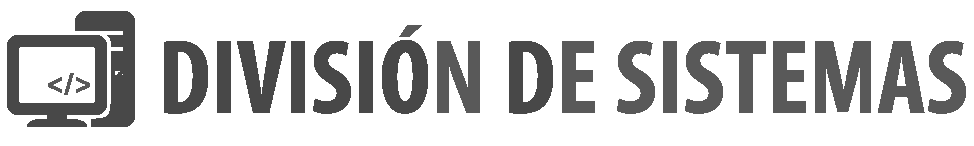 </>
DIVISIÓN DE SISTEMAS